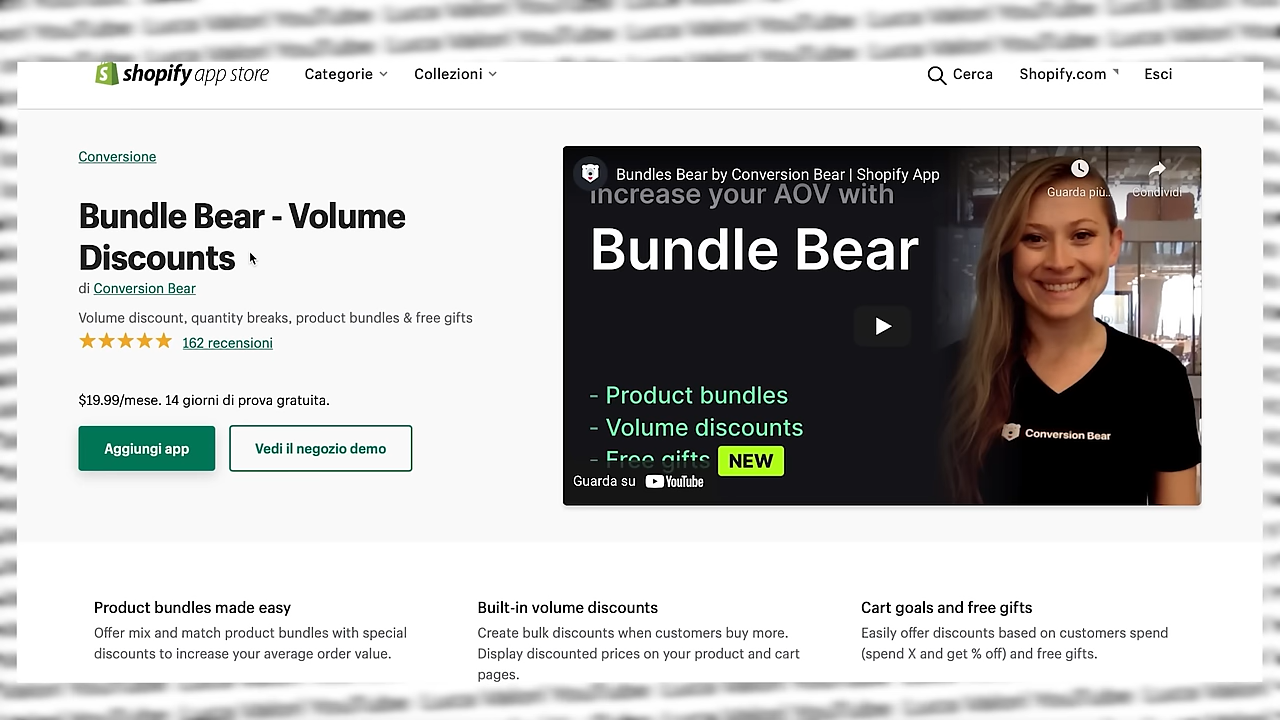 shopify app store
Categorie
Collezioni
Cerca
Shopify.com
Esci
Conversione
Bundle Bear - Volume
Discounts
di Conversion Bear
Volume discount, quantity breaks, product bundles & free gifts
162 recensioni
$19.99/mese. 14 giorni di prova gratuita.
Aggiungi app
Vedi il negozio demo
Bundles Bear by Conversion Bear | Shopify App
Guarda più...
Condividi
Increase your AOV with
Bundle Bear
- Product bundles
- Volume discounts
- Free gifts NEW
Guarda su YouTube
Conversion Bear
Product bundles made easy
Offer mix and match product bundles with special
discounts to increase your average order value.
Built-in volume discounts
Create bulk discounts when customers buy more.
Display discounted prices on your product and cart
pages.
Cart goals and free gifts
Easily offer discounts based on customers spend
(spend X and get % off) and free gifts.